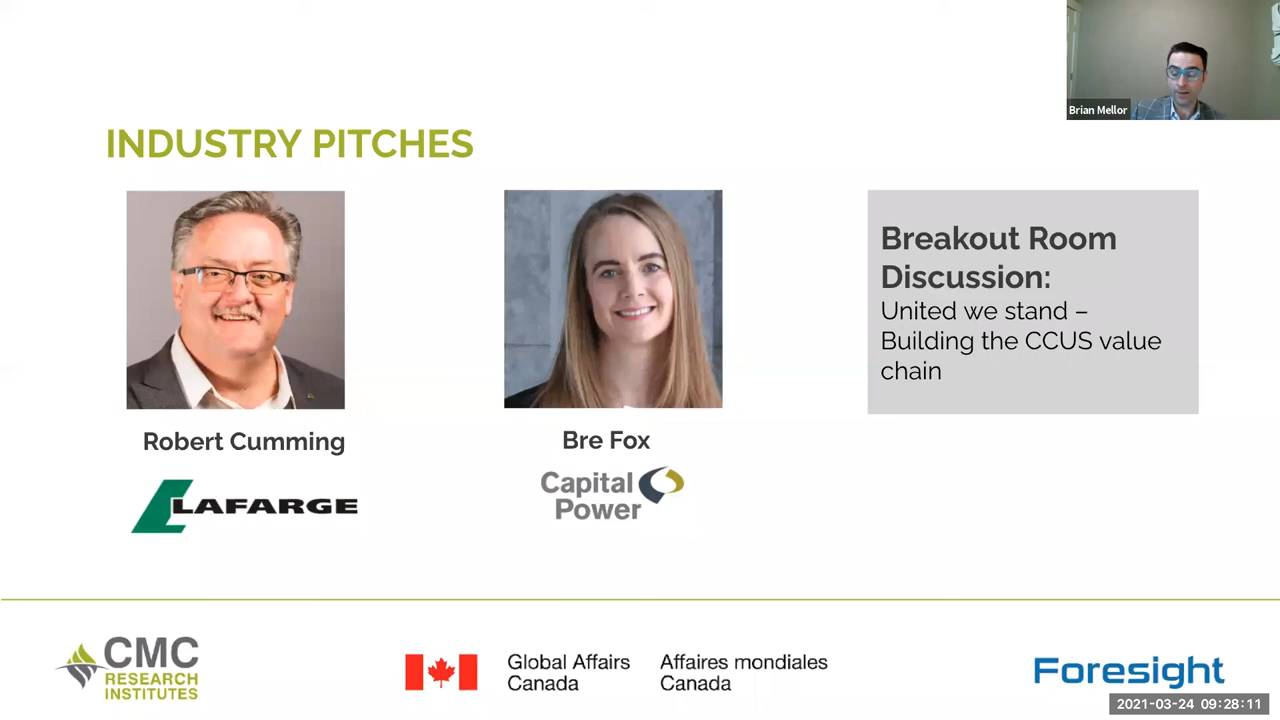 Brian Mellor
INDUSTRY PITCHES
Robert Cumming
LAFARGE
Bre Fox
Capital
Power
Breakout Room
Discussion:
United we stand –
Building the CCUS value
chain
CMC
RESEARCH
INSTITUTES
Global Affairs
Canada
Affaires mondiales
Canada
Foresight
2021-03-24 09:28:11